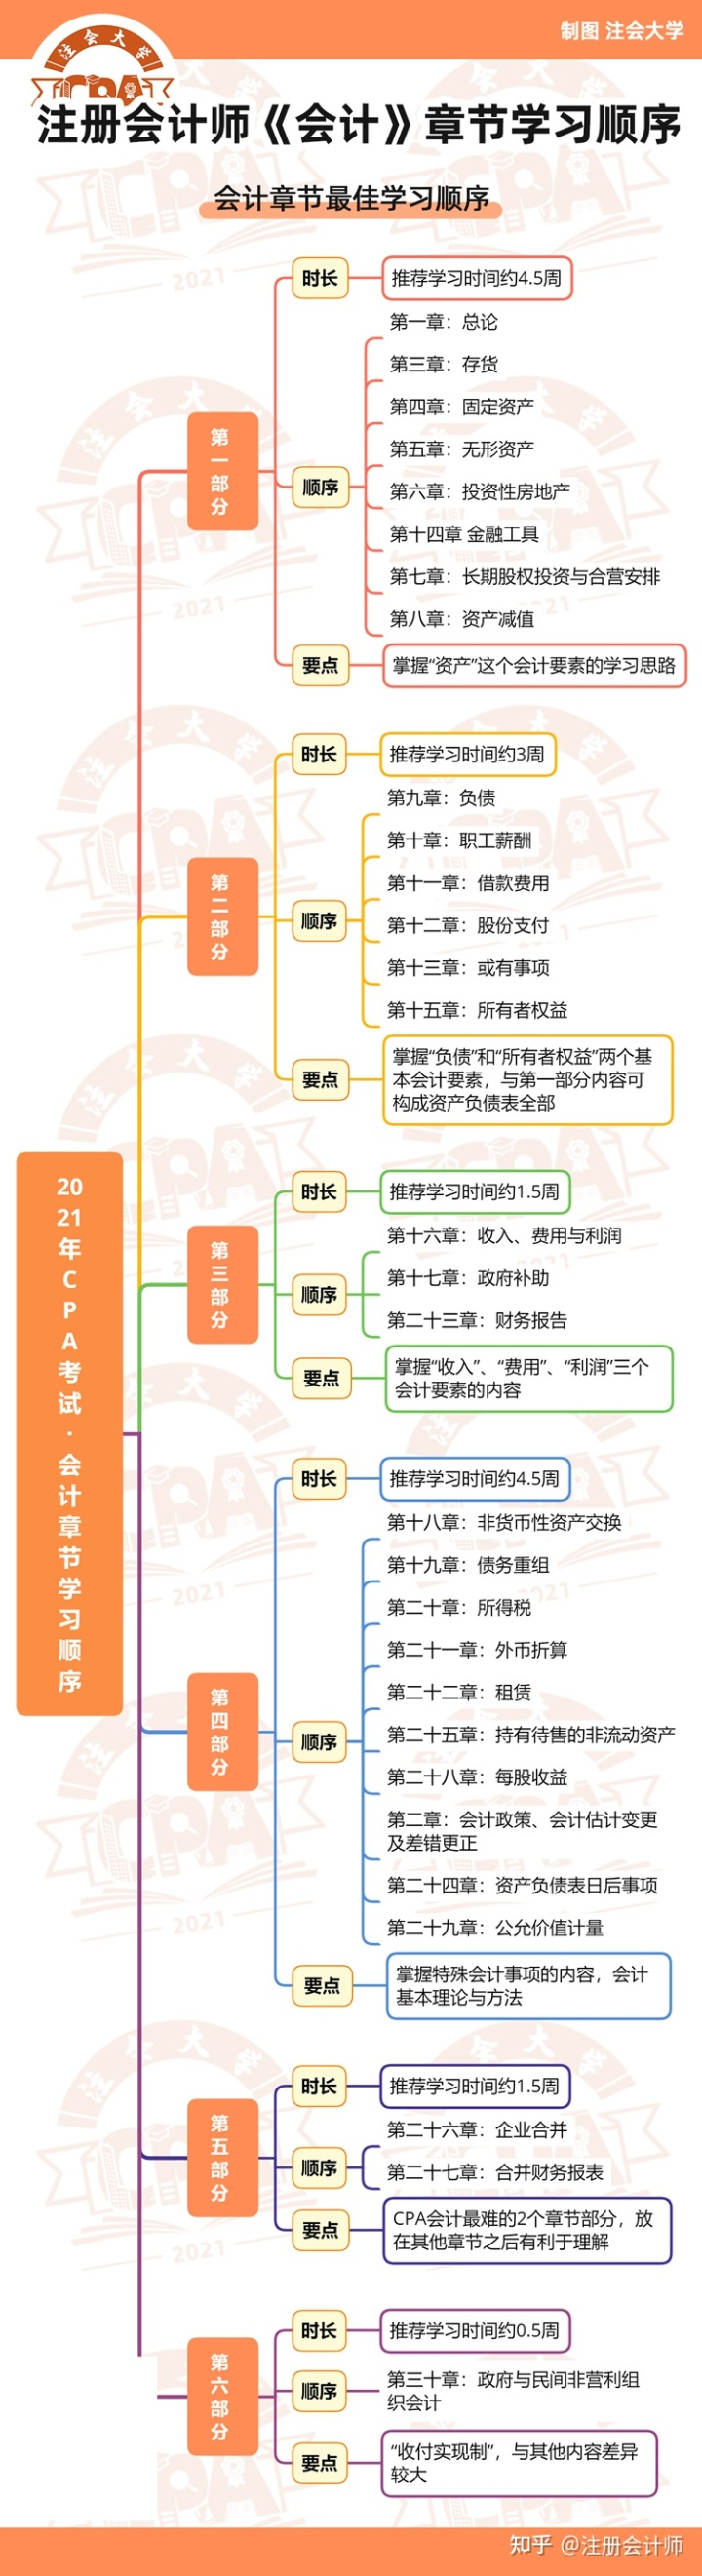 制图 注会大学
注会大学
CPA
注册会计师《会计》章节学习顺序
会计章节最佳学习顺序
2021年CPA考试·会计章节学习顺序
第一部分
时长
推荐学习时间约4.5周
顺序
第一章：总论
第三章：存货
第四章：固定资产
第五章：无形资产
第六章：投资性房地产
第十四章 金融工具
第七章：长期股权投资与合营安排
第八章：资产减值
要点
掌握“资产”这个会计要素的学习思路
第二部分
时长
推荐学习时间约3周
顺序
第九章：负债
第十章：职工薪酬
第十一章：借款费用
第十二章：股份支付
第十三章：或有事项
第十五章：所有者权益
要点
掌握“负债”和“所有者权益”两个基
本会计要素，与第一部分内容可
构成资产负债表全部
第三部分
时长
推荐学习时间约1.5周
顺序
第十六章：收入、费用与利润
第十七章：政府补助
第二十三章：财务报告
要点
掌握“收入”、“费用”、“利润”三个
会计要素的内容
第四部分
时长
推荐学习时间约4.5周
顺序
第十八章：非货币性资产交换
第十九章：债务重组
第二十章：所得税
第二十一章：外币折算
第二十二章：租赁
第二十五章：持有待售的非流动资产
第二十八章：每股收益
第二章：会计政策、会计估计变更
及差错更正
第二十四章：资产负债表日后事项
第二十九章：公允价值计量
要点
掌握特殊会计事项的内容，会计
基本理论与方法
第五部分
时长
推荐学习时间约1.5周
顺序
第二十六章：企业合并
第二十七章：合并财务报表
要点
CPA会计最难的2个章节部分，放
在其他章节之后有利于理解
第六部分
时长
推荐学习时间约0.5周
顺序
第三十章：政府与民间非营利组
织会计
要点
“收付实现制”，与其他内容差异
较大
知乎 @注册会计师